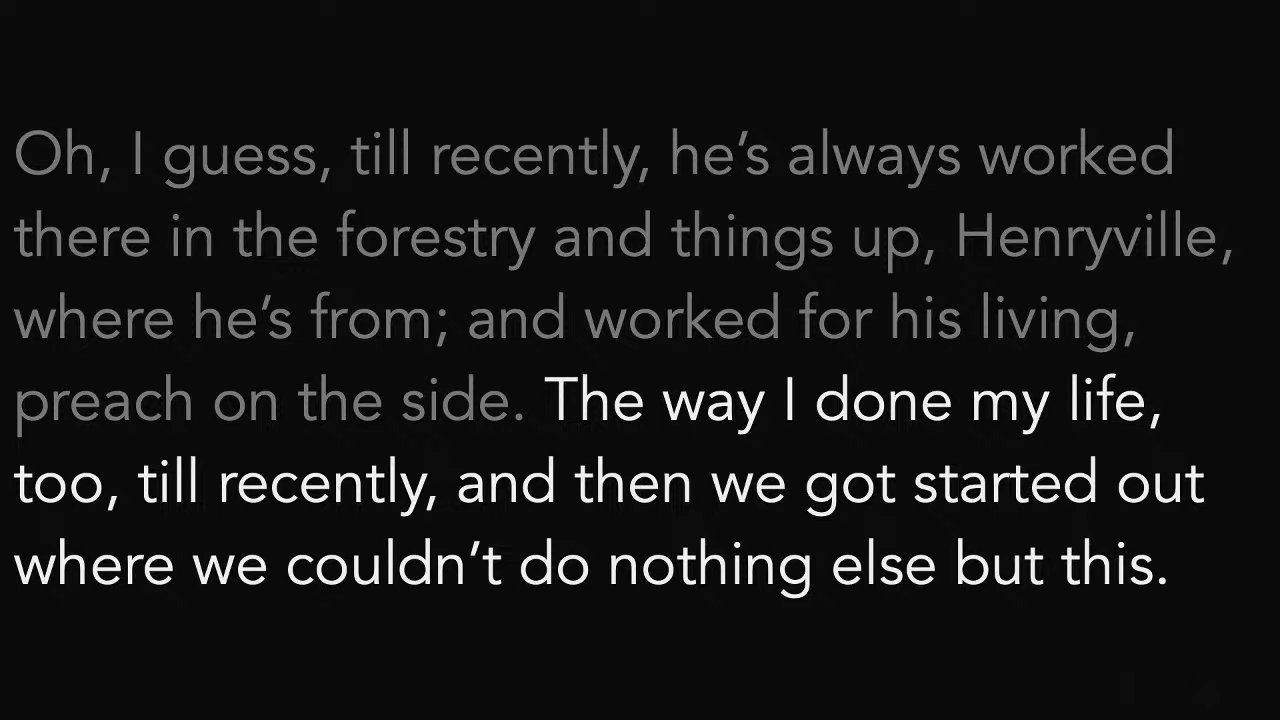 Oh, I guess, till recently, he’s always worked
there in the forestry and things up, Henryville,
where he’s from; and worked for his living,
preach on the side. The way I done my life,
too, till recently, and then we got started out
where we couldn’t do nothing else but this.